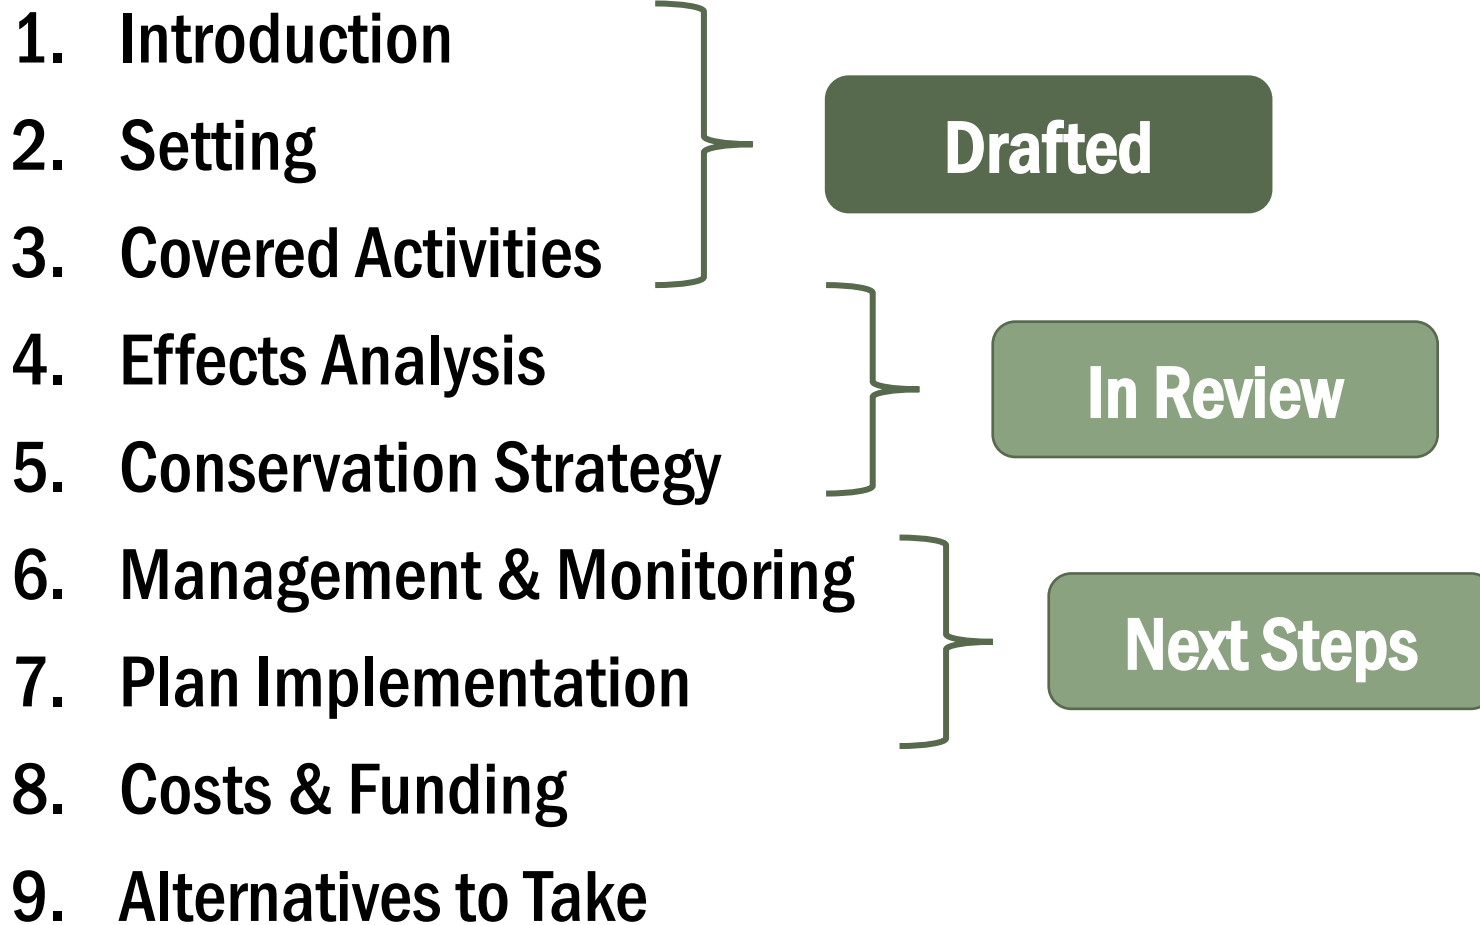 1. Introduction
2. Setting
3. Covered Activities
Drafted
4. Effects Analysis
5. Conservation Strategy
In Review
6. Management & Monitoring
7. Plan Implementation
Next Steps
8. Costs & Funding
9. Alternatives to Take